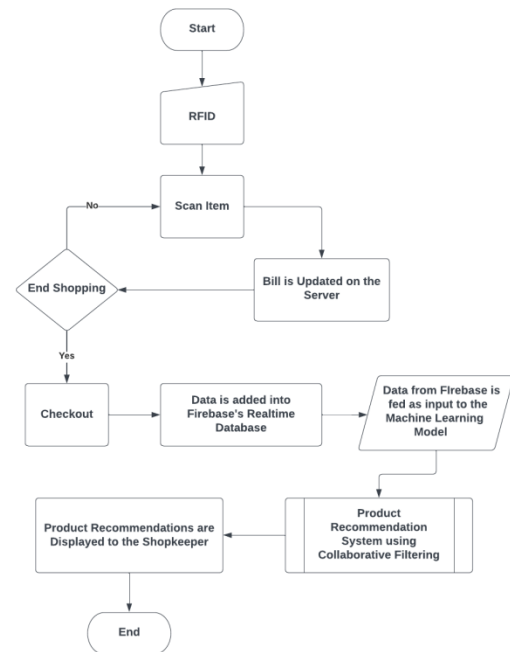 Start
RFID
No
Scan Item
End Shopping
Bill is Updated on the
Server
Yes
Checkout
Data is added into
Firebase's Realtime
Database
Data from FIrebase is
fed as input to the
Machine Learning
Model
Product Recommendations are
Displayed to the Shopkeeper
Product
Recommendation
System using
Collaborative Filtering
End